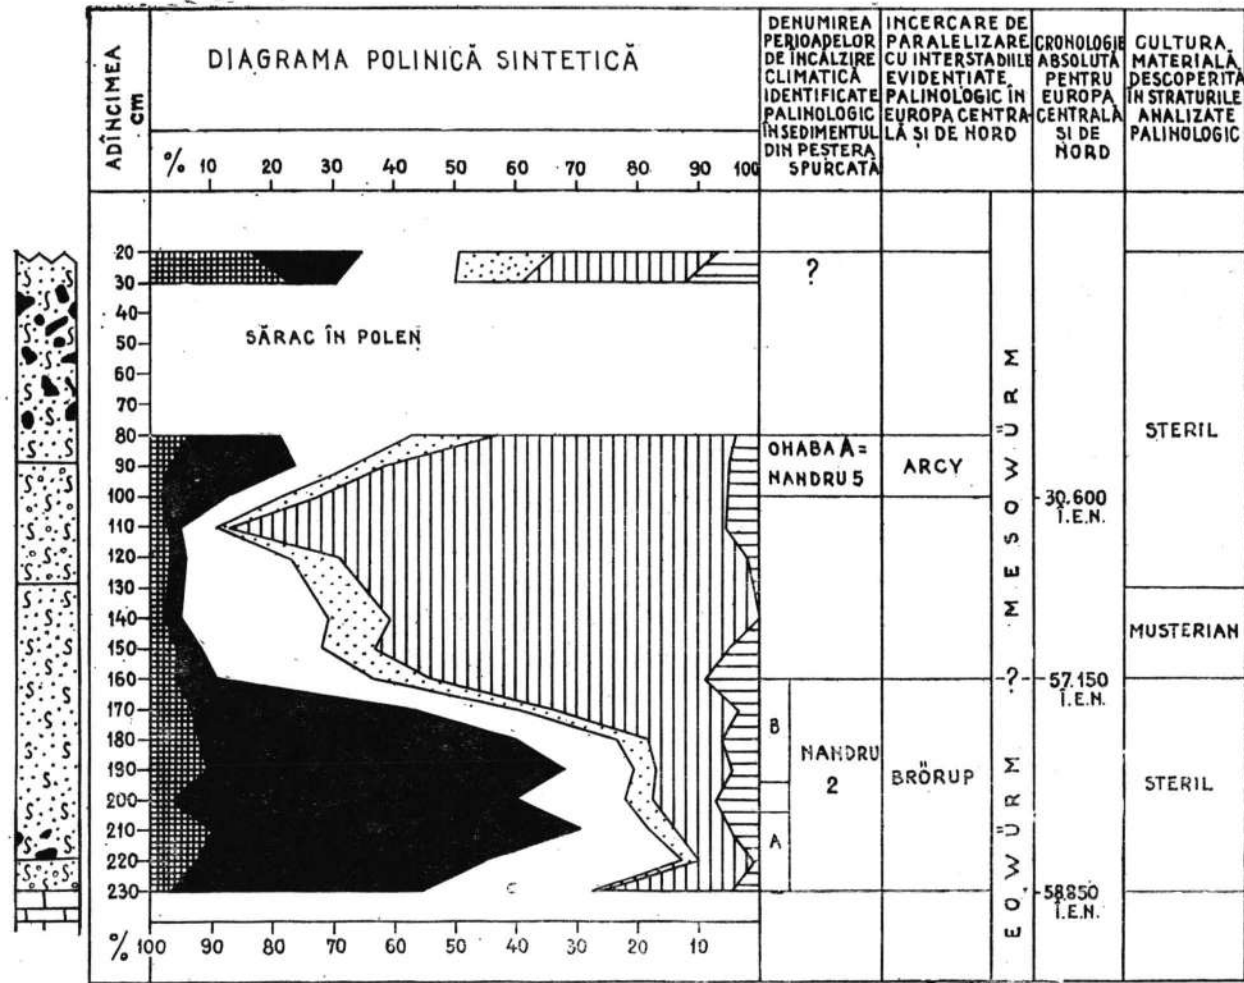 ADÎNCIMEA
cm
DIAGRAMA POLINICĂ SINTETICĂ
% 10 20 30 40 50 60 70 80 90 100
DENUMIREA
PERIOADELOR
DE ÎNCĂLZIRE
CLIMATICĂ
IDENTIFICATE
PALINOLOGIC
ÎN SEDIMENTUL
DIN PEȘTERA
SPURCATĂ
INCERCARE DE
PARALELIZARE
CU INTERSTADIILE
EVIDENȚIATE
PALINOLOGIC ÎN
EUROPA CENTRA-
LĂ ȘI DE NORD
CRONOLOGIE
ABSOLUTĂ
PENTRU
EUROPA
CENTRALĂ
ȘI DE
NORD
CULTURA
MATERIALĂ
DESCOPERITĂ
ÎN STRATURILE
ANALIZATE
PALINOLOGIC
20
30
40
50
60
70
80
90
100
110
120
130
140
150
160
170
180
190
200
210
220
230
SĂRAC ÎN POLEN
?
OHABA A =
NANDRU 5
B
A
NANDRU
2
ARCY
BRÖRUP
MESOWÜRM
?
EOWÜRM
30.600
Î.E.N.
57.150
Î.E.N.
58.850
Î.E.N.
STERIL
MUSTERIAN
STERIL
% 100 90 80 70 60 50 40 30 20 10